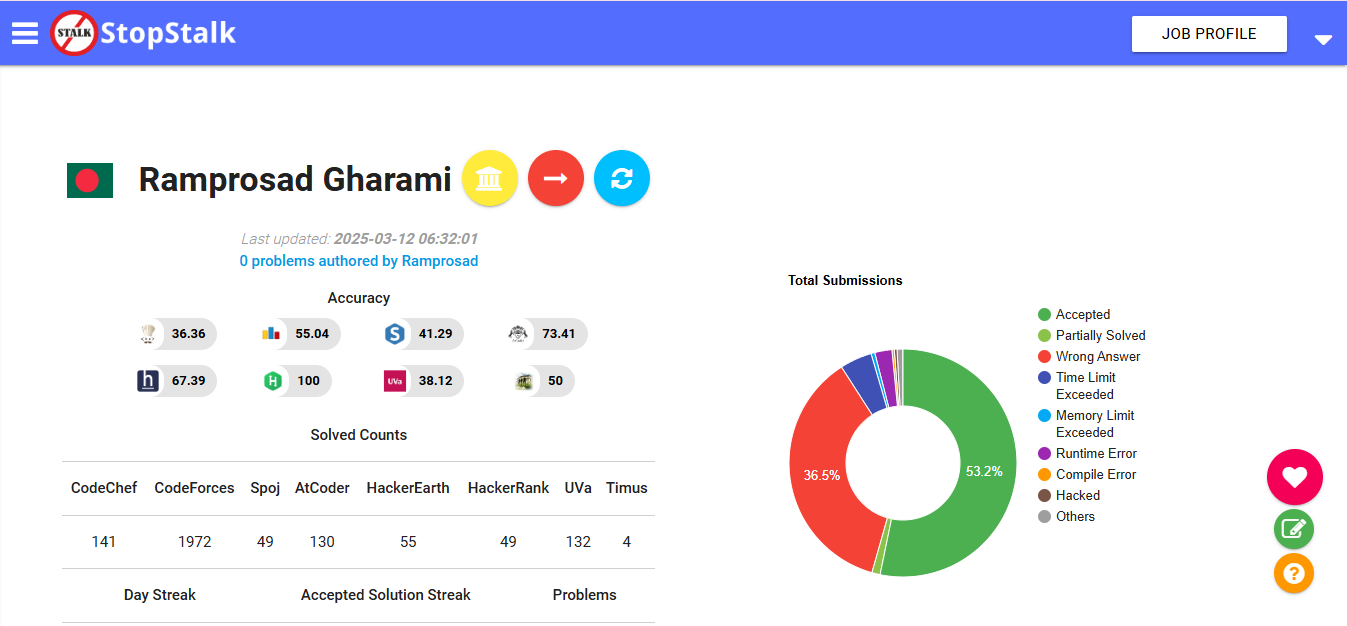 STALK StopStalk
JOB PROFILE
Ramprosad Gharami
Last updated: 2025-03-12 06:32:01
0 problems authored by Ramprosad
Accuracy
36.36 55.04 S 41.29 73.41
h 67.39 H 100 UVa 38.12 50
Solved Counts
CodeChef CodeForces Spoj AtCoder HackerEarth HackerRank UVa Timus
141 1972 49 130 55 49 132 4
Day Streak Accepted Solution Streak Problems
Total Submissions
36.5% 53.2%
Accepted
Partially Solved
Wrong Answer
Time Limit
Exceeded
Memory Limit
Exceeded
Runtime Error
Compile Error
Hacked
Others
?